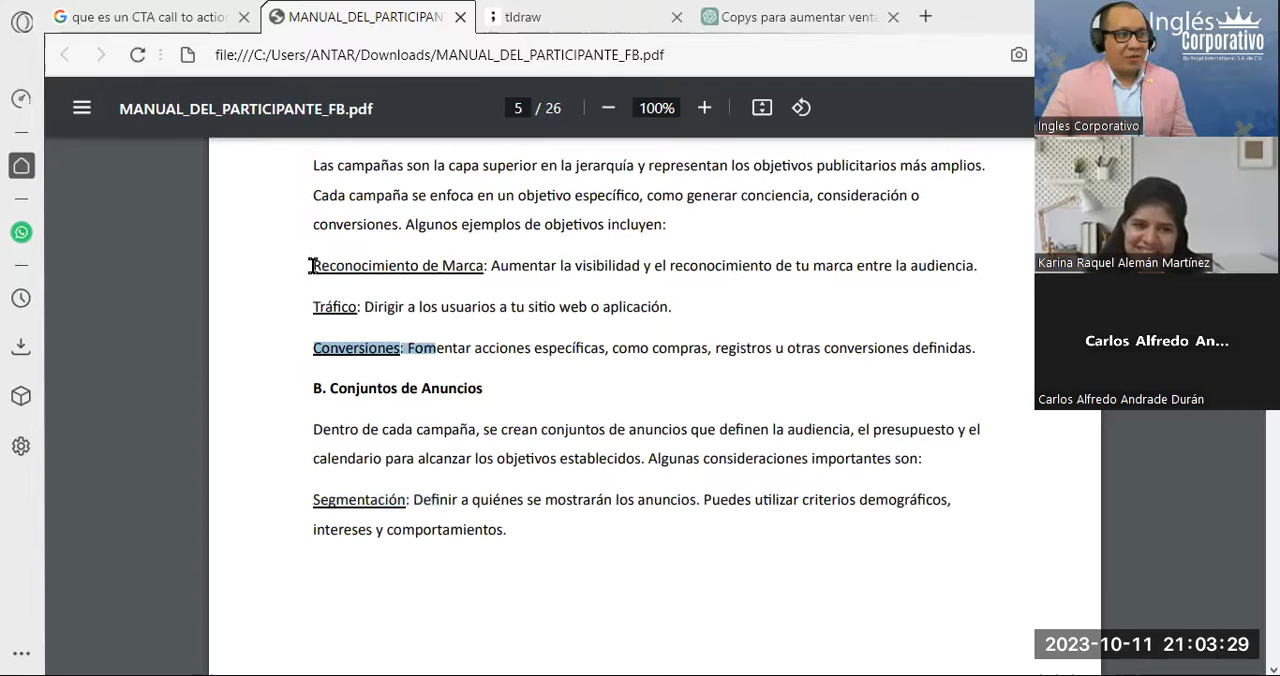 que es un CTA call to action
MANUAL_DEL_PARTICIPAN
tldraw
Copys para aumentar venta
file:///C:/Users/ANTAR/Downloads/MANUAL_DEL_PARTICIPANTE_FB.pdf
MANUAL_DEL_PARTICIPANTE_FB.pdf
5 / 26
100%
Las campañas son la capa superior en la jerarquía y representan los objetivos publicitarios más amplios.
Cada campaña se enfoca en un objetivo específico, como generar conciencia, consideración o
conversiones. Algunos ejemplos de objetivos incluyen:
Reconocimiento de Marca: Aumentar la visibilidad y el reconocimiento de tu marca entre la audiencia.
Tráfico: Dirigir a los usuarios a tu sitio web o aplicación.
Conversiones: Fomentar acciones específicas, como compras, registros u otras conversiones definidas.
B. Conjuntos de Anuncios
Dentro de cada campaña, se crean conjuntos de anuncios que definen la audiencia, el presupuesto y el
calendario para alcanzar los objetivos establecidos. Algunas consideraciones importantes son:
Segmentación: Definir a quiénes se mostrarán los anuncios. Puedes utilizar criterios demográficos,
intereses y comportamientos.
Inglés
Corporativo
By Regal International S.A. de C.V.
Ingles Corporativo
Karina Raquel Alemán Martínez
Carlos Alfredo An...
Carlos Alfredo Andrade Durán
2023-10-11 21:03:29